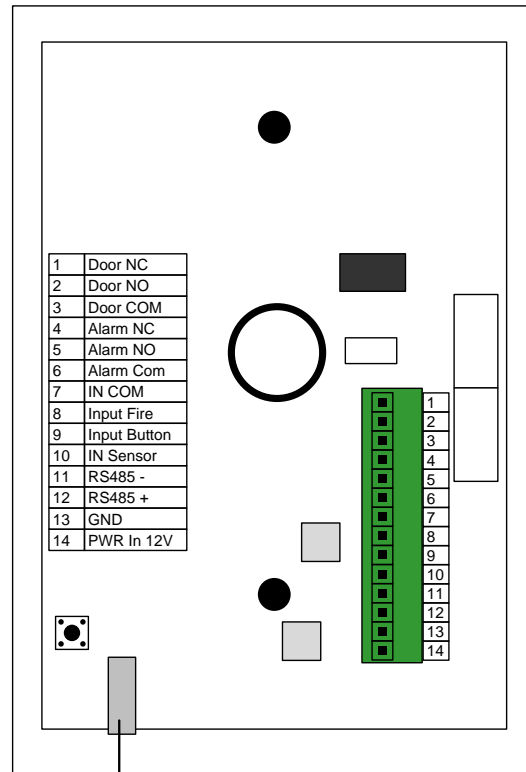 1 Door NC
2 Door NO
3 Door COM
4 Alarm NC
5 Alarm NO
6 Alarm Com
7 IN COM
8 Input Fire
9 Input Button
10 IN Sensor
11 RS485 -
12 RS485 +
13 GND
14 PWR In 12V
1
2
3
4
5
6
7
8
9
10
11
12
13
14